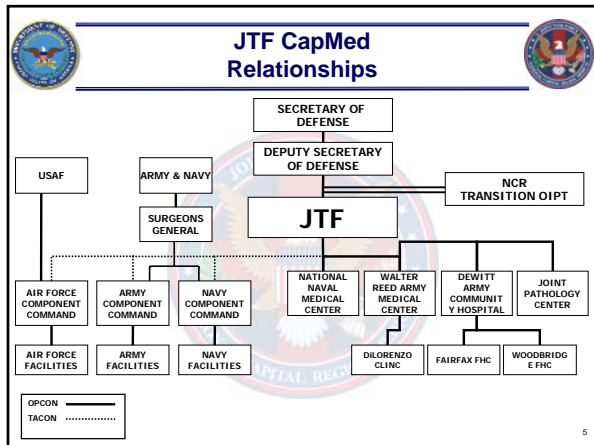 JTF CapMed
Relationships
SECRETARY OF
DEFENSE
DEPUTY SECRETARY
OF DEFENSE
USAF
ARMY & NAVY
NCR
TRANSITION OIPT
SURGEONS
GENERAL
JTF
AIR FORCE
COMPONENT
COMMAND
ARMY
COMPONENT
COMMAND
NAVY
COMPONENT
COMMAND
NATIONAL
NAVAL
MEDICAL
CENTER
WALTER
REED ARMY
MEDICAL
CENTER
DEWITT
ARMY
COMMUNIT
Y HOSPITAL
JOINT
PATHOLOGY
CENTER
AIR FORCE
FACILITIES
ARMY
FACILITIES
NAVY
FACILITIES
DiLORENZO
CLINC
FAIRFAX FHC
WOODBRIDG
E FHC
OPCON
TACON
5